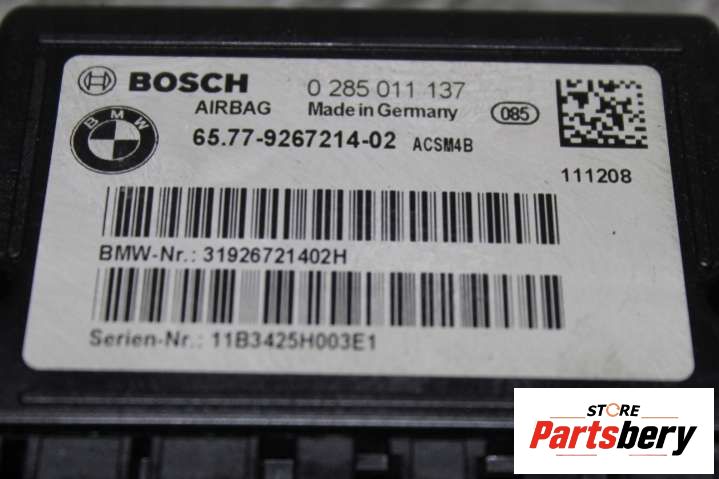 BOSCH 0 285 011 137
AIRBAG Made in Germany 085
BMW 65.77-9267214-02 ACSM4B
111208
BMW-Nr.: 31926721402H
Serien-Nr.: 11B3425H003E1
STORE
Partsbery